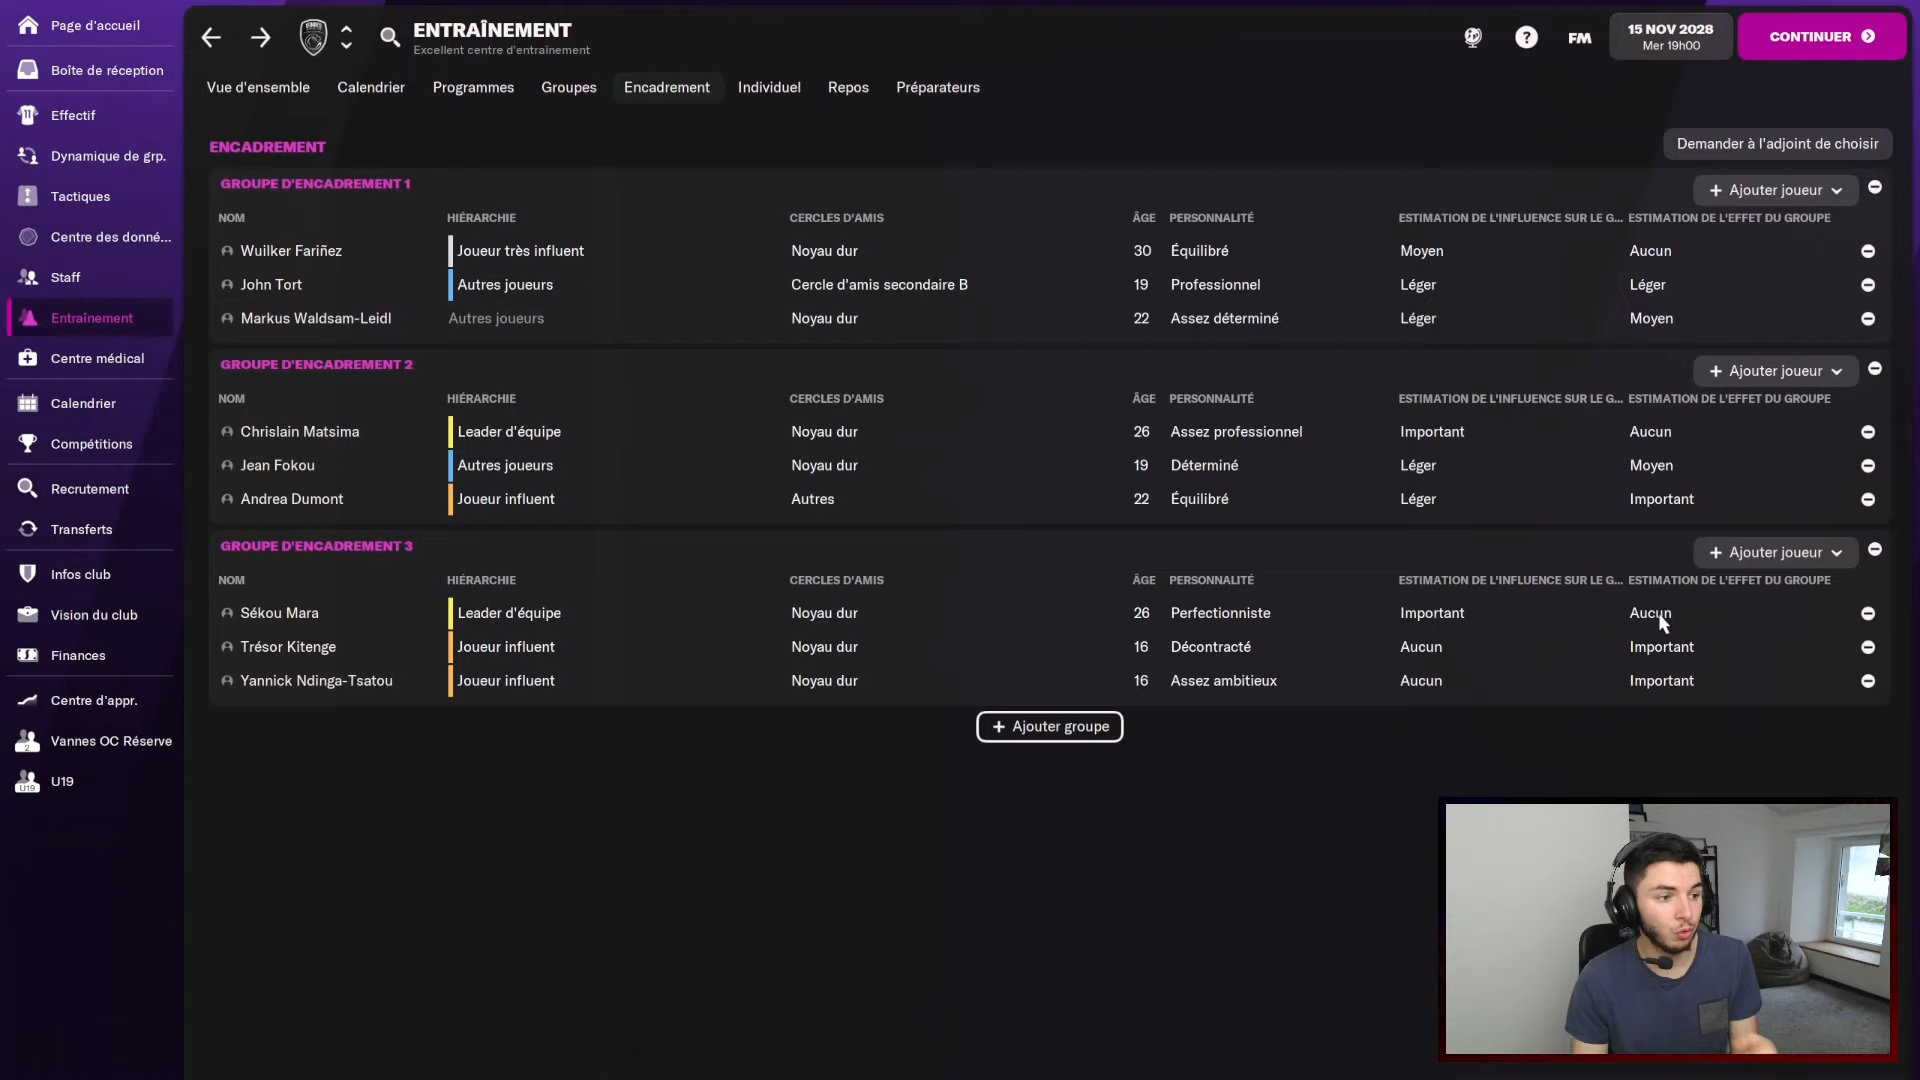 Page d'accueil
Boîte de réception
Effectif
Dynamique de grp.
Tactiques
Centre des donné...
Staff
Entraînement
Centre médical
Calendrier
Compétitions
Recrutement
Transferts
Infos club
Vision du club
Finances
Centre d'appr.
Vannes OC Réserve
U19
ENTRAÎNEMENT
Excellent centre d'entraînement
FM
15 NOV 2028
Mer 19h00
CONTINUER
Vue d'ensemble Calendrier Programmes Groupes Encadrement Individuel Repos Préparateurs
ENCADREMENT
Demander à l'adjoint de choisir
GROUPE D'ENCADREMENT 1
+ Ajouter joueur
NOM HIÉRARCHIE CERCLES D'AMIS ÂGE PERSONNALITÉ ESTIMATION DE L'INFLUENCE SUR LE G... ESTIMATION DE L'EFFET DU GROUPE
Wuilker Fariñez Joueur très influent Noyau dur 30 Équilibré Moyen Aucun
John Tort Autres joueurs Cercle d'amis secondaire B 19 Professionnel Léger Léger
Markus Waldsam-Leidl Autres joueurs Noyau dur 22 Assez déterminé Léger Moyen
GROUPE D'ENCADREMENT 2
+ Ajouter joueur
NOM HIÉRARCHIE CERCLES D'AMIS ÂGE PERSONNALITÉ ESTIMATION DE L'INFLUENCE SUR LE G... ESTIMATION DE L'EFFET DU GROUPE
Chrislain Matsima Leader d'équipe Noyau dur 26 Assez professionnel Important Aucun
Jean Fokou Autres joueurs Noyau dur 19 Déterminé Léger Moyen
Andrea Dumont Joueur influent Autres 22 Équilibré Léger Important
GROUPE D'ENCADREMENT 3
+ Ajouter joueur
NOM HIÉRARCHIE CERCLES D'AMIS ÂGE PERSONNALITÉ ESTIMATION DE L'INFLUENCE SUR LE G... ESTIMATION DE L'EFFET DU GROUPE
Sékou Mara Leader d'équipe Noyau dur 26 Perfectionniste Important Aucun
Trésor Kitenge Joueur influent Noyau dur 16 Décontracté Aucun Important
Yannick Ndinga-Tsatou Joueur influent Noyau dur 16 Assez ambitieux Aucun Important
+ Ajouter groupe